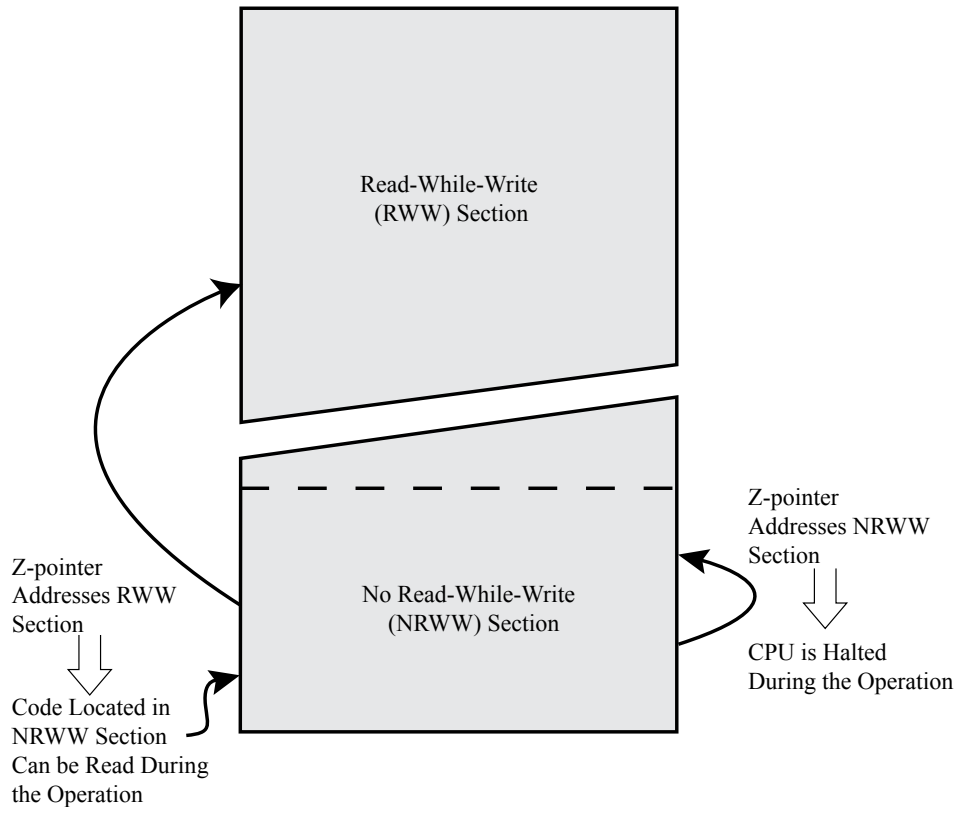 Read-While-Write
(RWW) Section
Z-pointer
Addresses NRWW
Section
Z-pointer
Addresses RWW
Section
No Read-While-Write
(NRWW) Section
CPU is Halted
During the Operation
Code Located in
NRWW Section
Can be Read During
the Operation